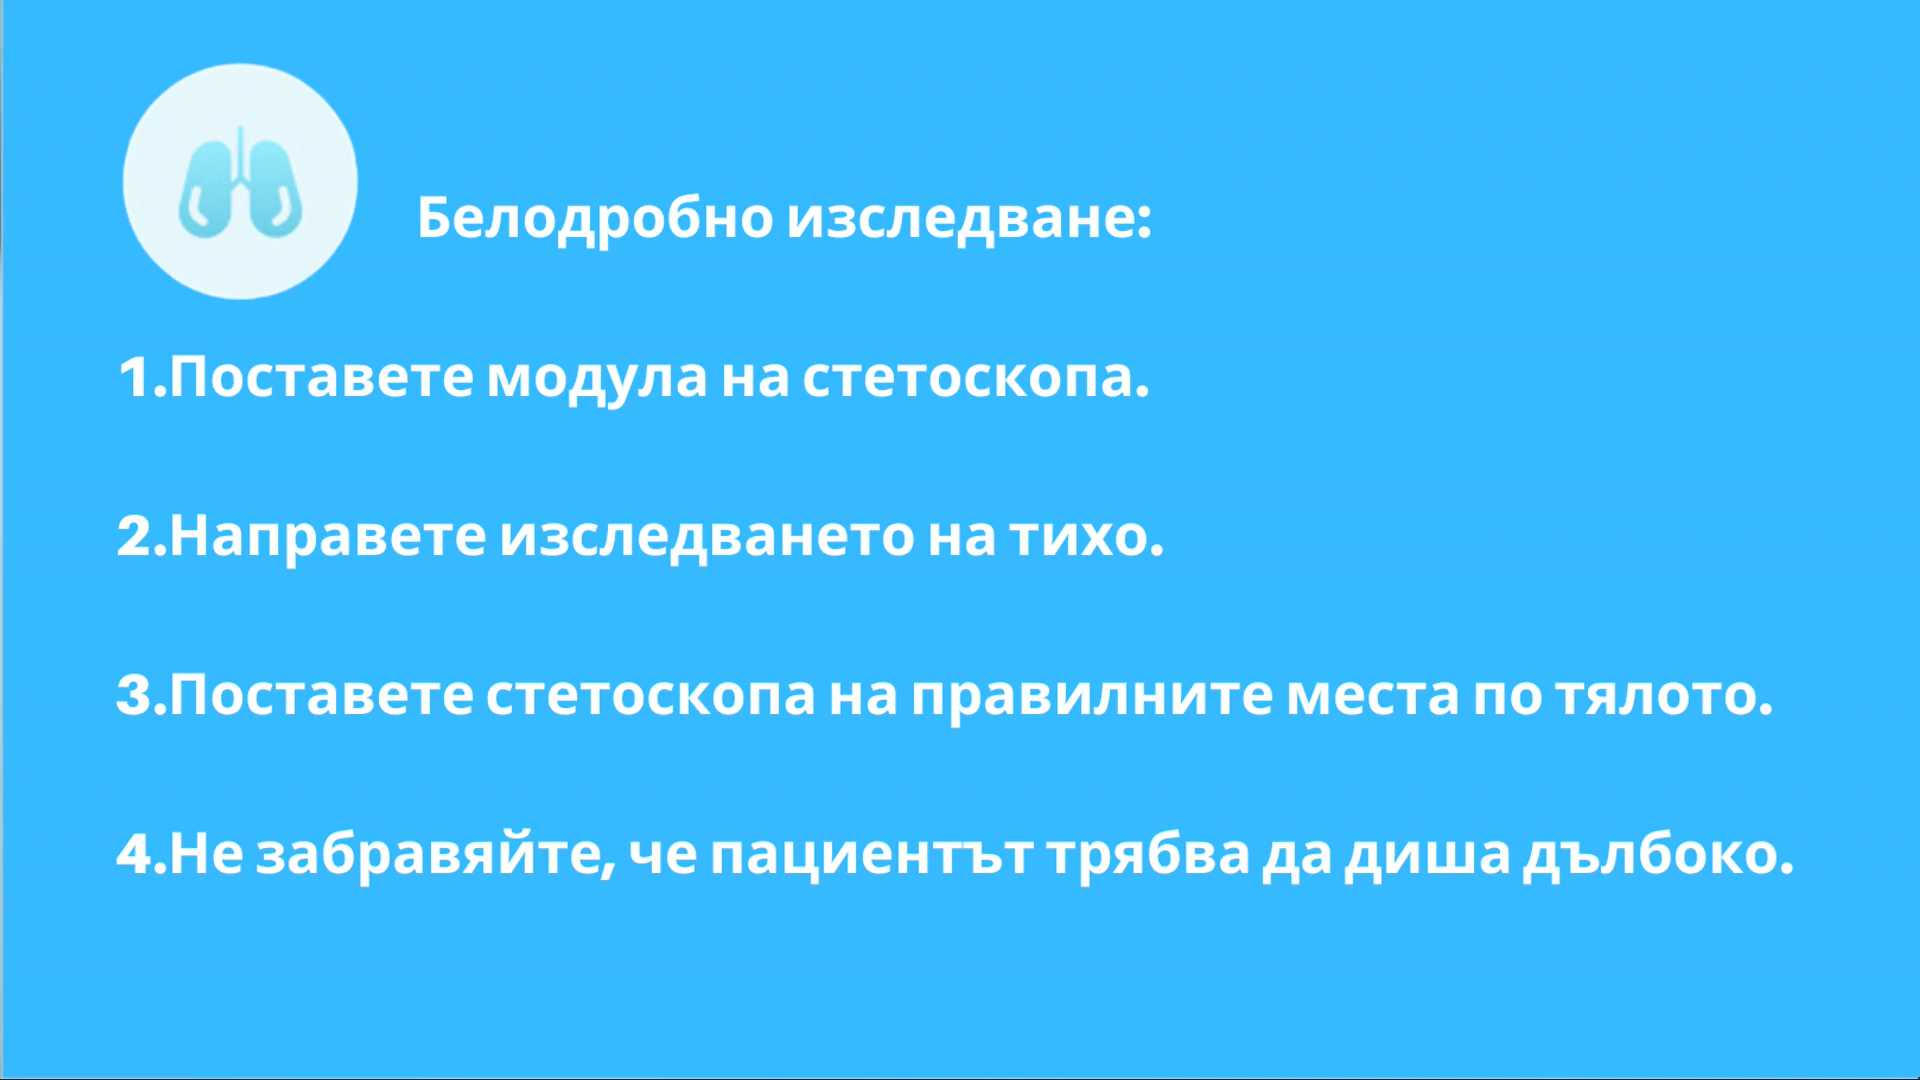 Белодробно изследване:
1.Поставете модула на стетоскопа.
2.Направете изследването на тихо.
3.Поставете стетоскопа на правилните места по тялото.
4.Не забравяйте, че пациентът трябва да диша дълбоко.